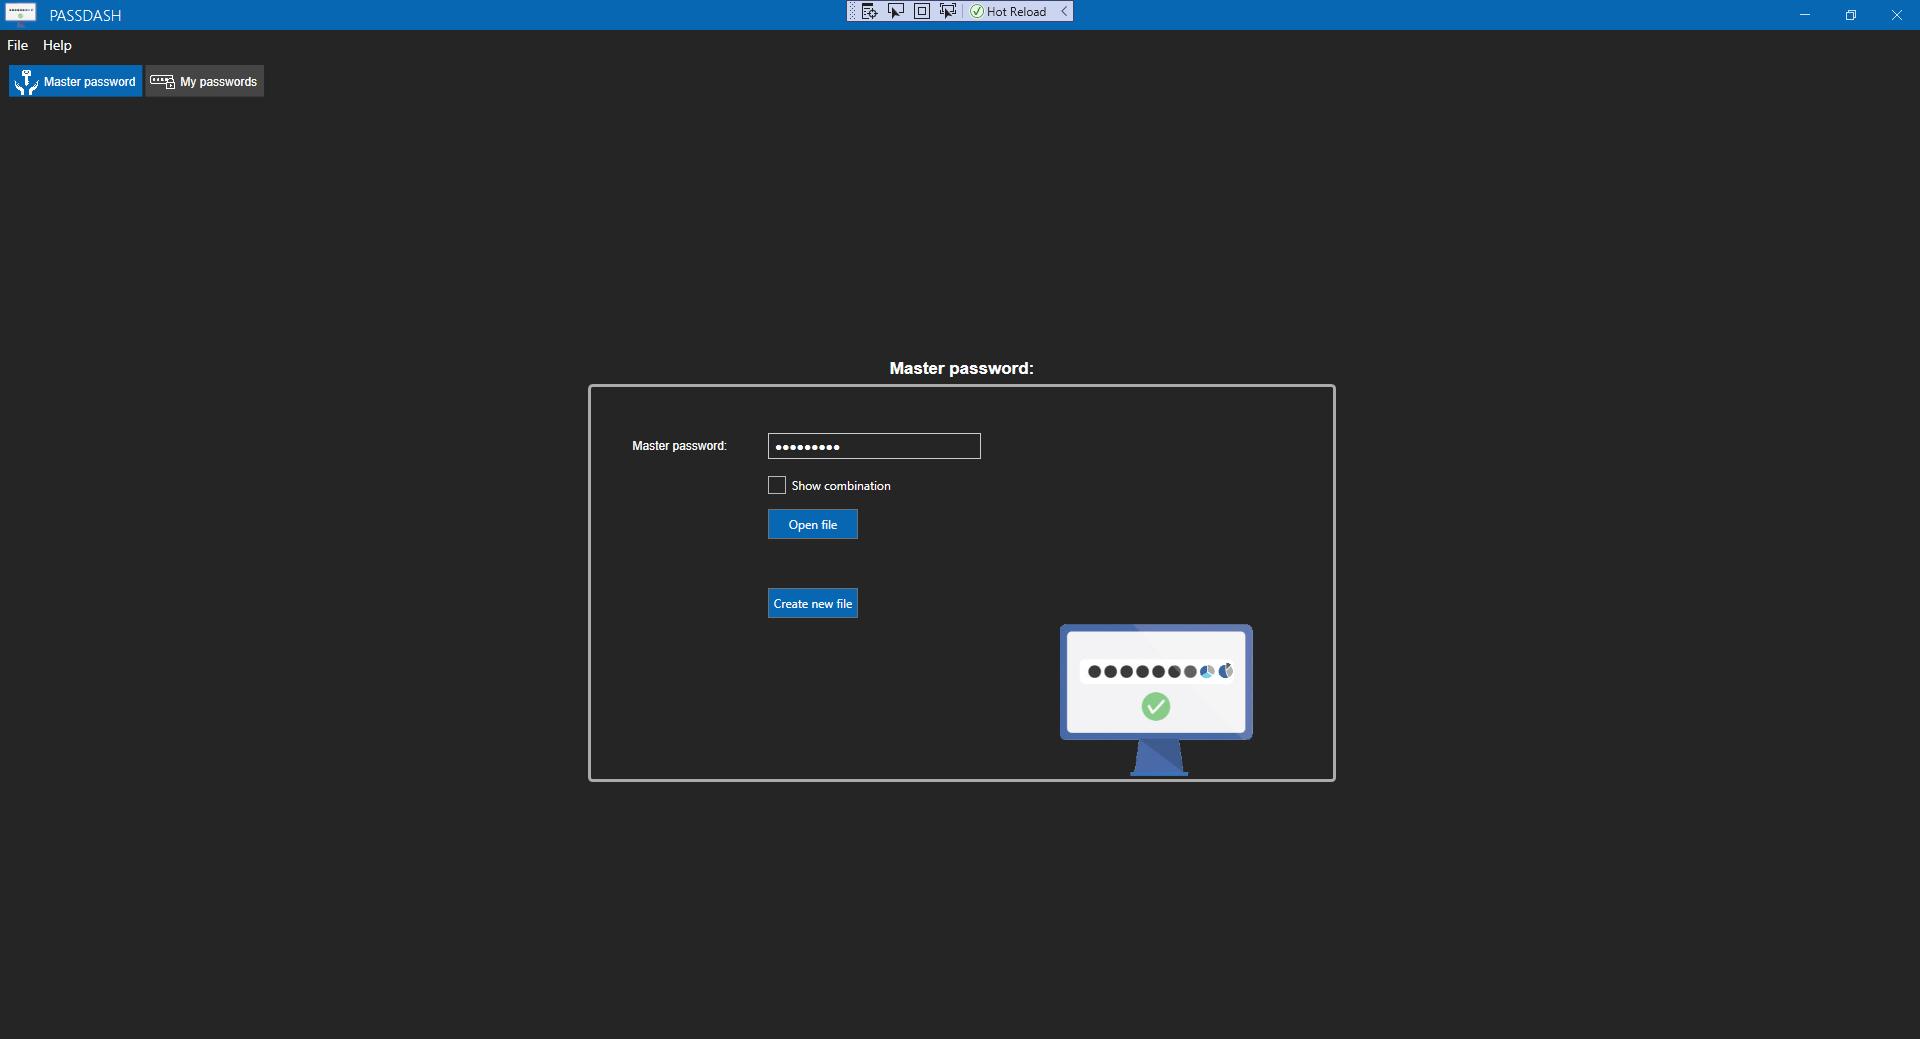 PASSDASH
Hot Reload
File Help
Master password
My passwords
Master password:
Master password: ●●●●●●●●●
Show combination
Open file
Create new file